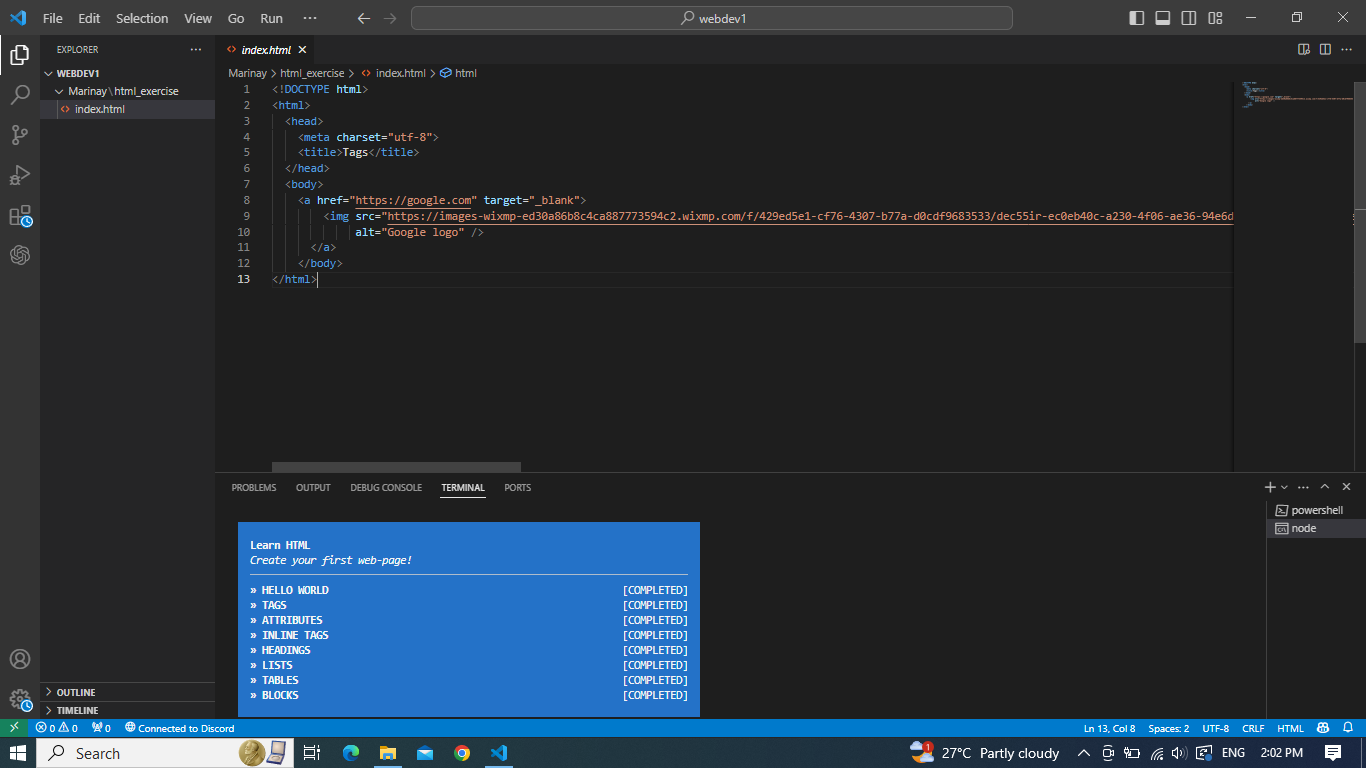 File Edit Selection View Go Run ··· webdev1
EXPLORER ···
WEBDEV1
Marinay\html_exercise
index.html
index.html
Marinay > html_exercise > index.html > html
1 <!DOCTYPE html>
2 <html>
3 <head>
4 <meta charset="utf-8">
5 <title>Tags</title>
6 </head>
7 <body>
8 <a href="https://google.com" target="_blank">
9 <img src="https://images-wixmp-ed30a86b8c4ca887773594c2.wixmp.com/f/429ed5e1-cf76-4307-b77a-d0cdf9683533/dec55ir-ec0eb40c-a230-4f06-ae36-94e6d
10 alt="Google logo" />
11 </a>
12 </body>
13 </html>
PROBLEMS OUTPUT DEBUG CONSOLE TERMINAL PORTS
powershell
node
Learn HTML
Create your first web-page!
» HELLO WORLD [COMPLETED]
» TAGS [COMPLETED]
» ATTRIBUTES [COMPLETED]
» INLINE TAGS [COMPLETED]
» HEADINGS [COMPLETED]
» LISTS [COMPLETED]
» TABLES [COMPLETED]
» BLOCKS [COMPLETED]
OUTLINE
TIMELINE
0 0 0 Connected to Discord Ln 13, Col 8 Spaces: 2 UTF-8 CRLF HTML
Search 1 27°C Partly cloudy ENG 2:02 PM